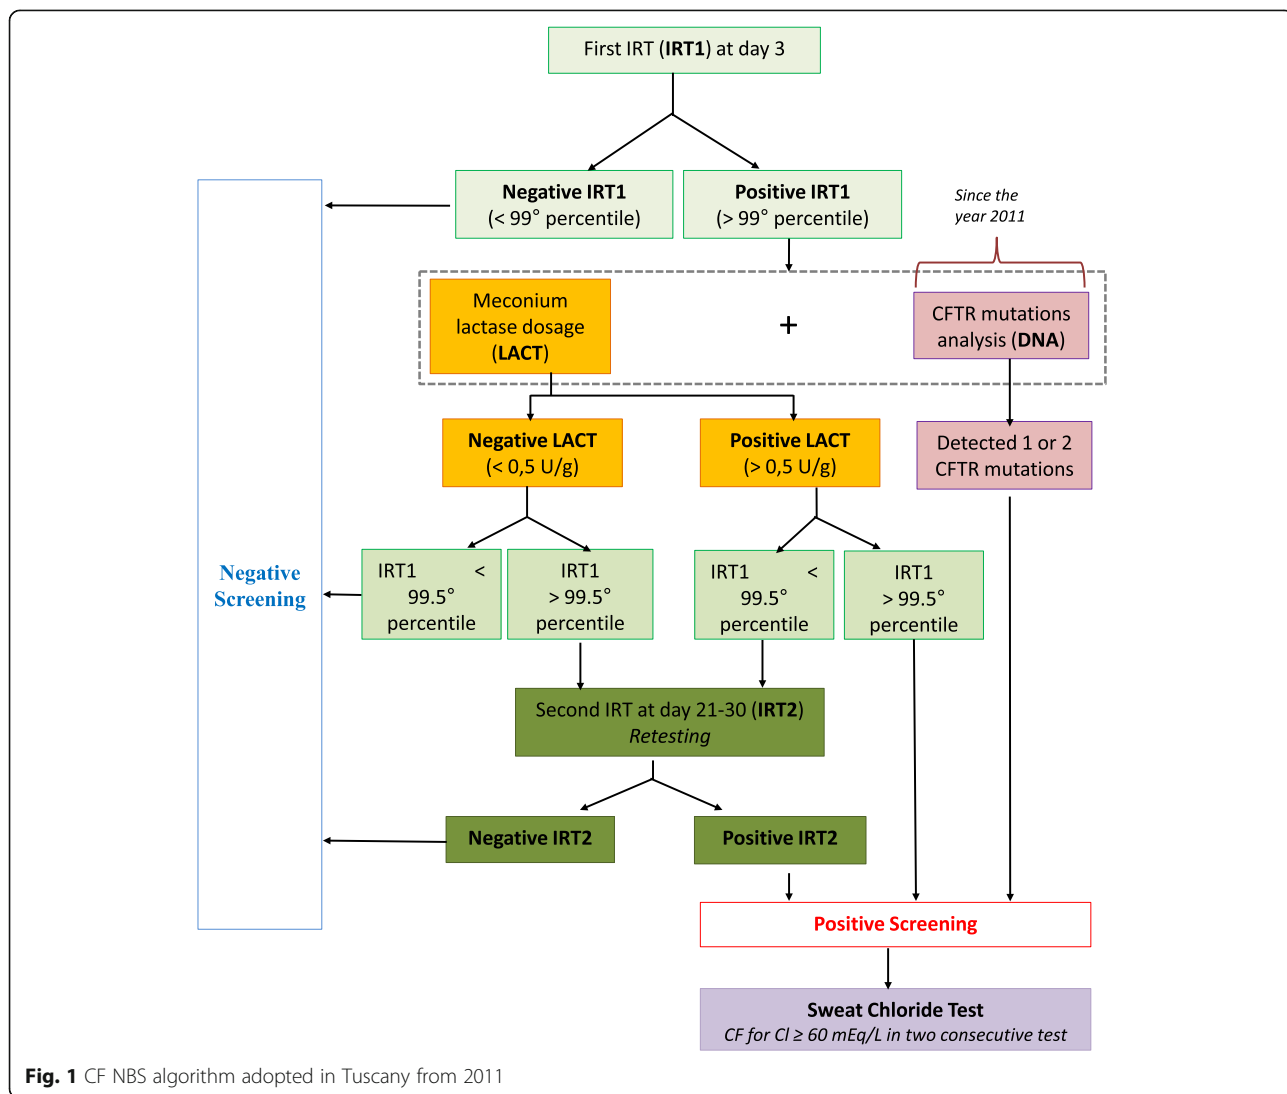 First IRT (IRT1) at day 3
Negative IRT1
(< 99° percentile)
Positive IRT1
(> 99° percentile)
Since the
year 2011
Meconium
lactase dosage
(LACT)
+
CFTR mutations
analysis (DNA)
Negative LACT
(< 0,5 U/g)
Positive LACT
(> 0,5 U/g)
Detected 1 or 2
CFTR mutations
Negative
Screening
IRT1 <
99.5°
percentile
IRT1
> 99.5°
percentile
IRT1 <
99.5°
percentile
IRT1
> 99.5°
percentile
Second IRT at day 21-30 (IRT2)
Retesting
Negative IRT2
Positive IRT2
Positive Screening
Sweat Chloride Test
CF for Cl ≥ 60 mEq/L in two consecutive test
Fig. 1 CF NBS algorithm adopted in Tuscany from 2011